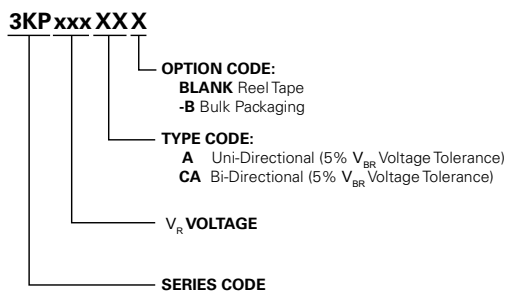 3KPxxxXXX
OPTION CODE:
BLANK Reel Tape
-B Bulk Packaging
TYPE CODE:
A Uni-Directional (5% VBR Voltage Tolerance)
CA Bi-Directional (5% VBR Voltage Tolerance)
VR VOLTAGE
SERIES CODE